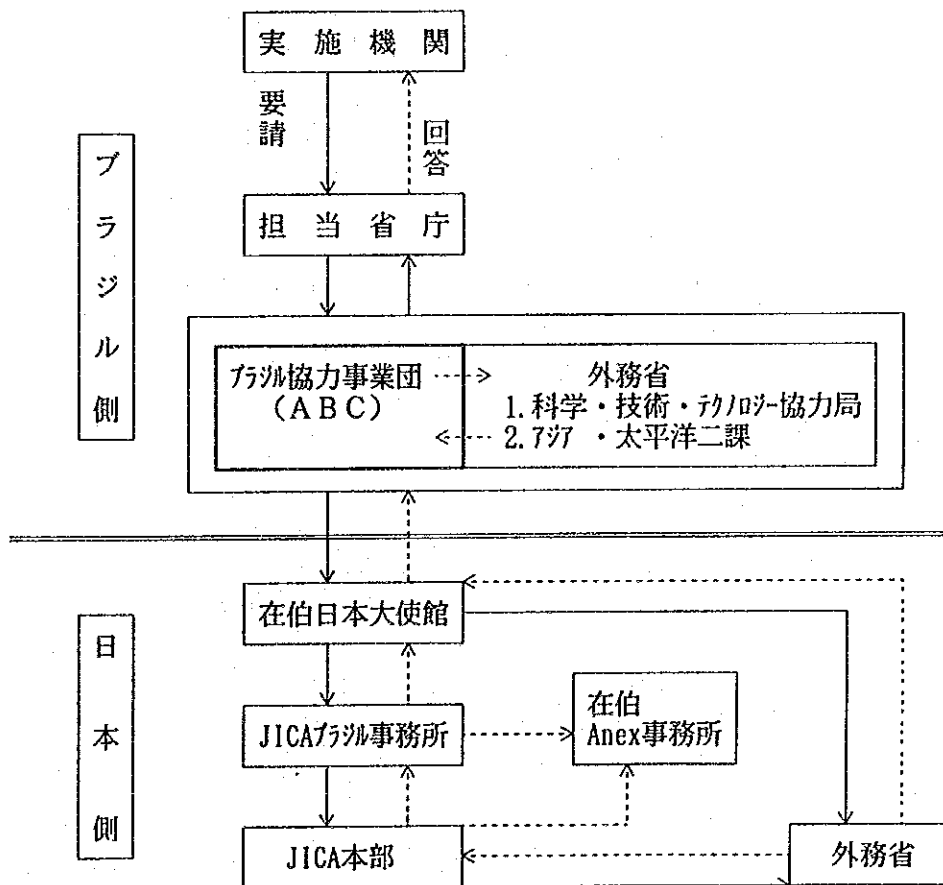 実施機関
要請
回答
ブラジル側
担当省庁
ブラジル協力事業団
(ABC)
外務省
1.科学・技術・テクノロジー協力局
2.アジア・太平洋二課
日本側
在伯日本大使館
JICAブラジル事務所
在伯
Anex事務所
JICA本部
外務省